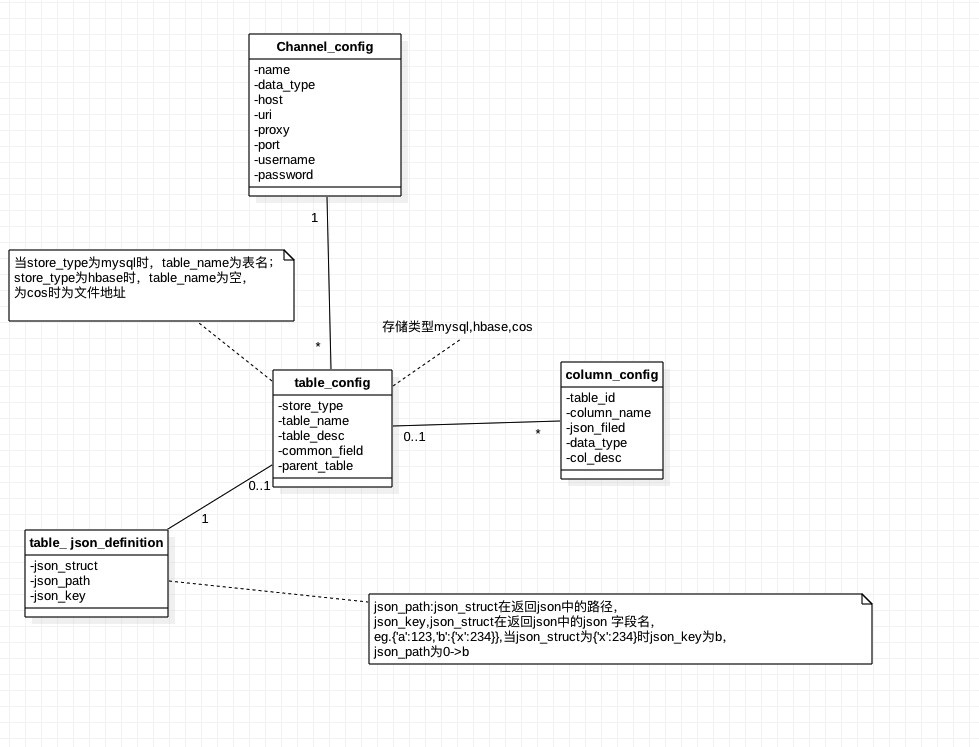 Channel_config
-name
-data_type
-host
-uri
-proxy
-port
-username
-password
1
当store_type为mysql时，table_name为表名；
store_type为hbase时，table_name为空，
为cos时为文件地址
存储类型mysql,hbase,cos
*
table_config
-store_type
-table_name
-table_desc
-common_field
-parent_table
0..1
*
column_config
-table_id
-column_name
-json_filed
-data_type
-col_desc
0..1
1
table_ json_definition
-json_struct
-json_path
-json_key
json_path:json_struct在返回json中的路径，
json_key,json_struct在返回json中的json 字段名，
eg.{'a':123,'b':{'x':234}},当json_struct为{'x':234}时json_key为b，
json_path为0->b